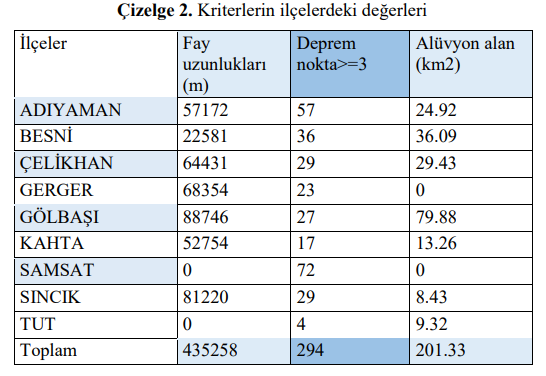 Çizelge 2. Kriterlerin ilçelerdeki değerleri
İlçeler Fay uzunlukları (m) Deprem nokta>=3 Alüvyon alan (km2)
ADIYAMAN 57172 57 24.92
BESNİ 22581 36 36.09
ÇELİKHAN 64431 29 29.43
GERGER 68354 23 0
GÖLBAŞI 88746 27 79.88
KAHTA 52754 17 13.26
SAMSAT 0 72 0
SINCIK 81220 29 8.43
TUT 0 4 9.32
Toplam 435258 294 201.33